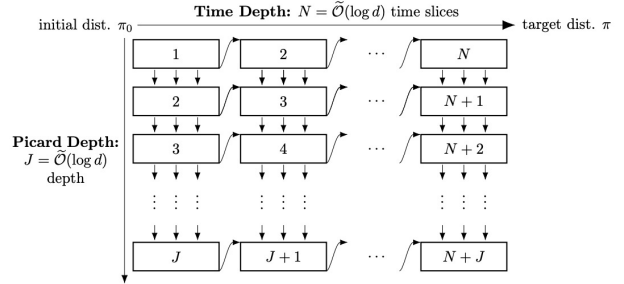 Time Depth: N = Õ(log d) time slices
initial dist. π₀ target dist. π
1 2 ··· N
2 3 N + 1
Picard Depth:
J = Õ(log d)
depth
3 4 ··· N + 2
⋮ ⋮ ⋮ ⋮ ⋮ ⋮ ⋮ ⋮ ⋮
J J + 1 ··· N + J